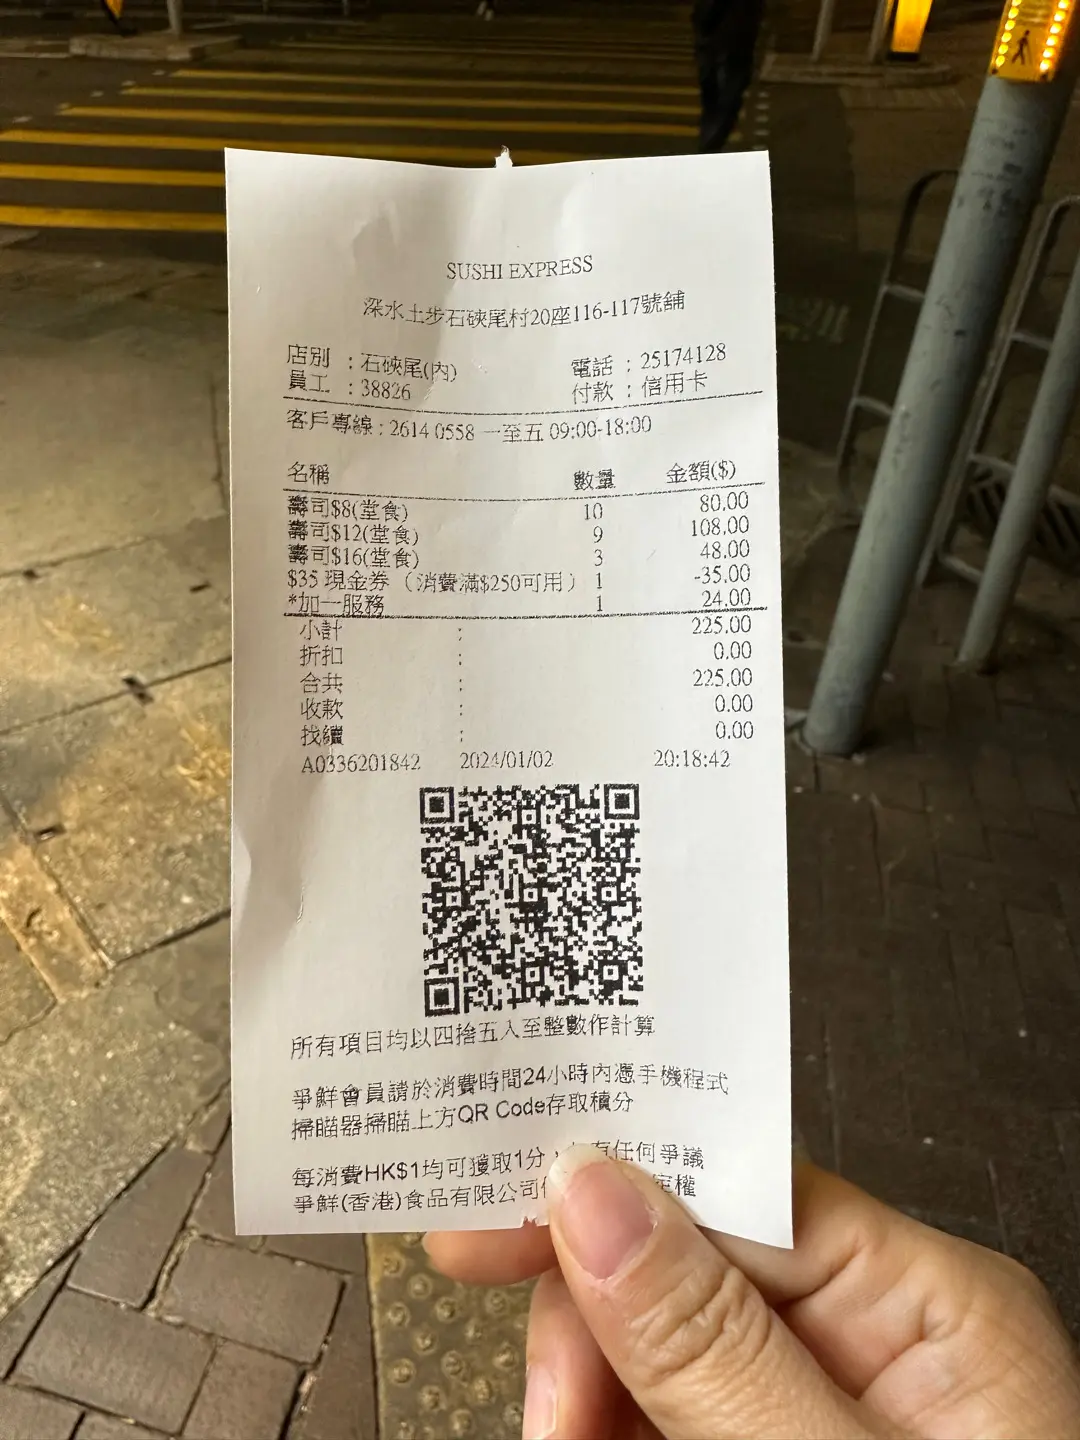 SUSHI EXPRESS
深水土步石硤尾村20座116-117號舖
店別 : 石硤尾(內) 電話 : 25174128
員工 : 38826 付款 : 信用卡
客戶專線 : 2614 0558 一至五 09:00-18:00
名稱 數量 金額($)
壽司$8(堂食) 10 80.00
壽司$12(堂食) 9 108.00
壽司$16(堂食) 3 48.00
$35 現金券 （消費滿$250可用） 1 -35.00
*加一服務 1 24.00
小計 : 225.00
折扣 : 0.00
合共 : 225.00
收款 : 0.00
找續 : 0.00
A0336201842 2024/01/02 20:18:42
所有項目均以四捨五入至整數作計算
爭鮮會員請於消費時間24小時內憑手機程式
掃瞄器掃瞄上方QR Code存取積分
每消費HK$1均可獲取1分，如有任何爭議
爭鮮(香港)食品有限公司 定權